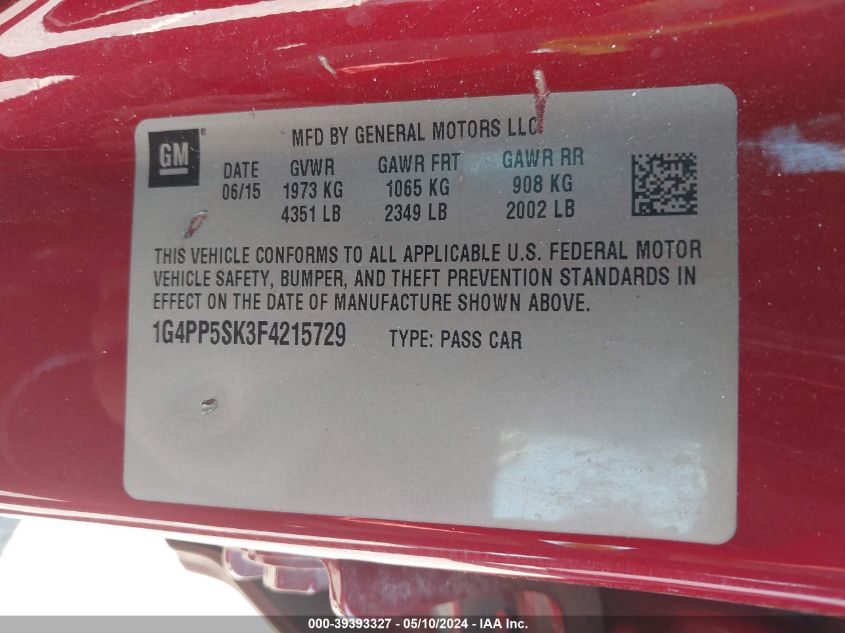 GM®
MFD BY GENERAL MOTORS LLC
DATE GVWR GAWR FRT GAWR RR
06/15 1973 KG 1065 KG 908 KG
4351 LB 2349 LB 2002 LB
THIS VEHICLE CONFORMS TO ALL APPLICABLE U.S. FEDERAL MOTOR
VEHICLE SAFETY, BUMPER, AND THEFT PREVENTION STANDARDS IN
EFFECT ON THE DATE OF MANUFACTURE SHOWN ABOVE.
1G4PP5SK3F4215729 TYPE: PASS CAR
000-39393327 - 05/10/2024 - COPART.COM